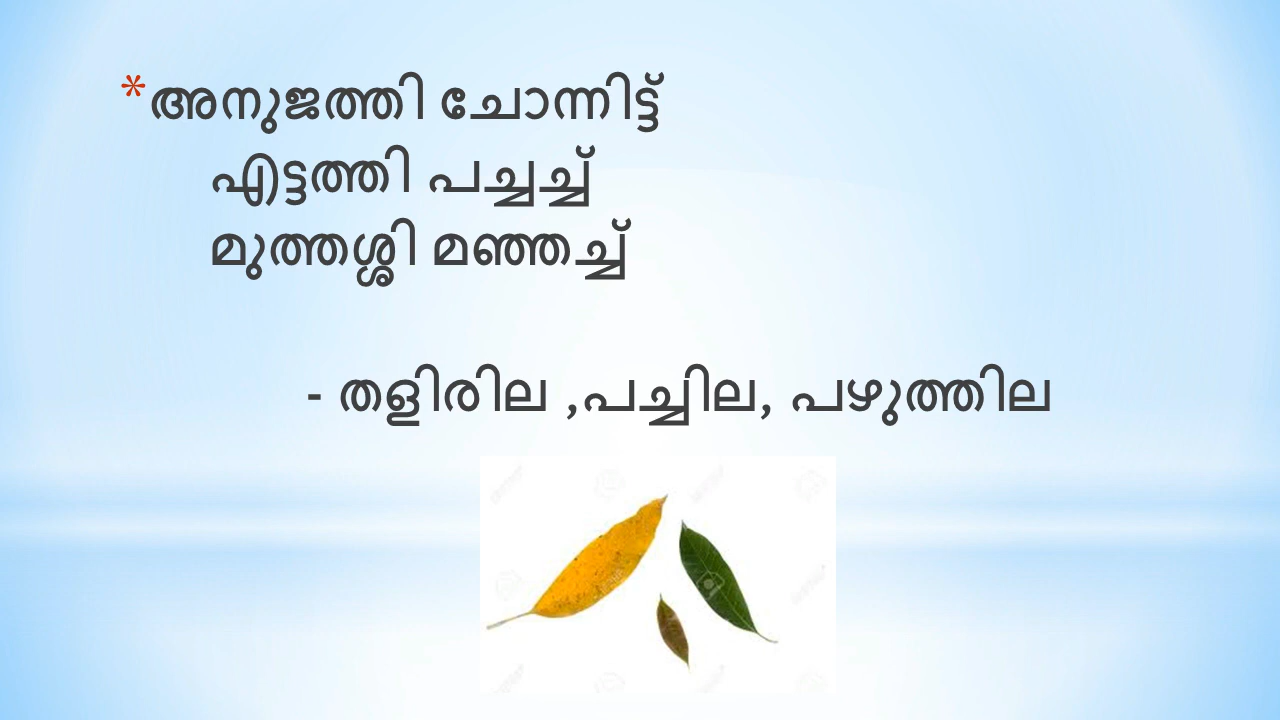 *അനുജത്തി ചോന്നിട്ട്
എട്ടത്തി പച്ചച്ച്
മുത്തശ്ശി മഞ്ഞച്ച്
- തളിരില ,പച്ചില, പഴുത്തില